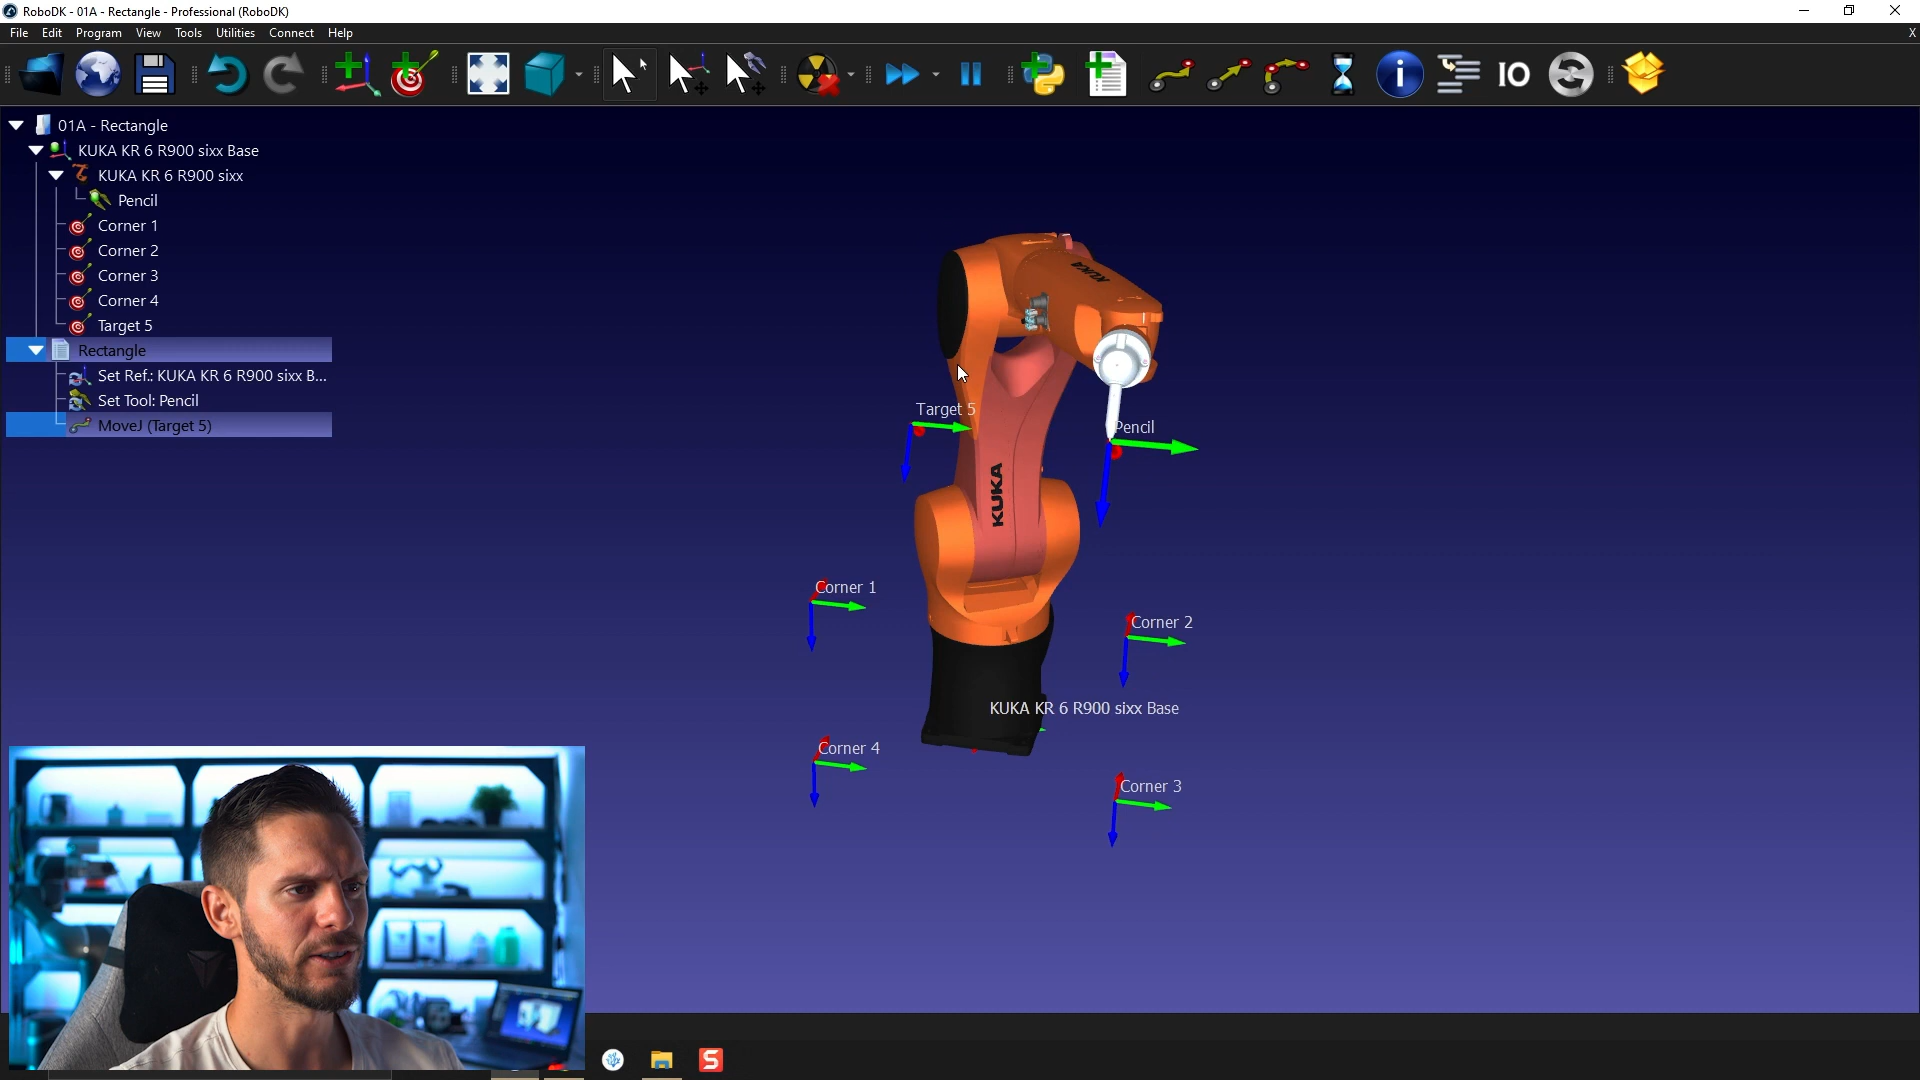 RoboDK - 01A - Rectangle - Professional (RoboDK)
File Edit Program View Tools Utilities Connect Help
X
IO
01A - Rectangle
KUKA KR 6 R900 sixx Base
KUKA KR 6 R900 sixx
Pencil
Corner 1
Corner 2
Corner 3
Corner 4
Target 5
Rectangle
Set Ref.: KUKA KR 6 R900 sixx B...
Set Tool: Pencil
MoveJ (Target 5)
KUKA
Target 5
Pencil
KUKA
Corner 1
Corner 2
KUKA KR 6 R900 sixx Base
Corner 4
Corner 3
S